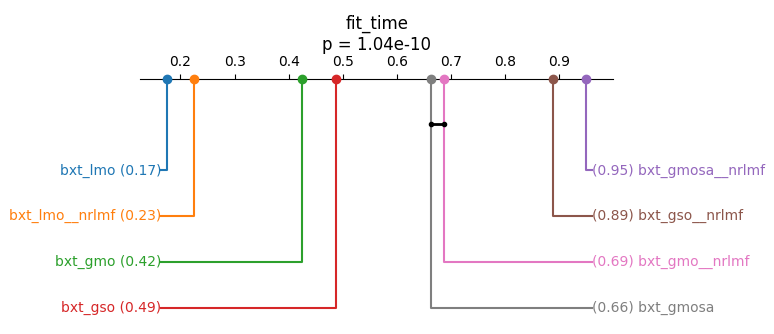 fit_time
p = 1.04e-10
0.2 0.3 0.4 0.5 0.6 0.7 0.8 0.9
bxt_lmo (0.17) (0.95) bxt_gmosa__nrlmf
bxt_lmo__nrlmf (0.23) (0.89) bxt_gso__nrlmf
bxt_gmo (0.42) (0.69) bxt_gmo__nrlmf
bxt_gso (0.49) (0.66) bxt_gmosa